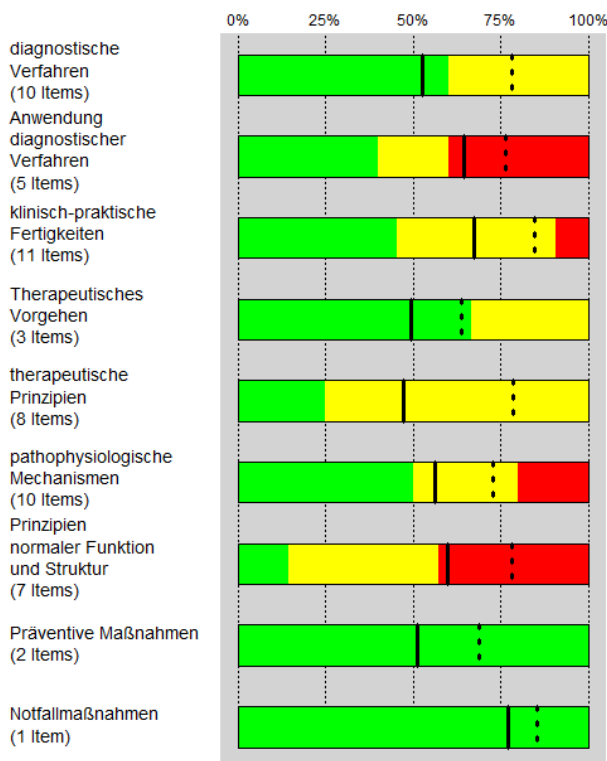 0% 25% 50% 75% 100%
diagnostische
Verfahren
(10 Items)
Anwendung
diagnostischer
Verfahren
(5 Items)
klinisch-praktische
Fertigkeiten
(11 Items)
Therapeutisches
Vorgehen
(3 Items)
therapeutische
Prinzipien
(8 Items)
pathophysiologische
Mechanismen
(10 Items)
Prinzipien
normaler Funktion
und Struktur
(7 Items)
Präventive Maßnahmen
(2 Items)
Notfallmaßnahmen
(1 Item)